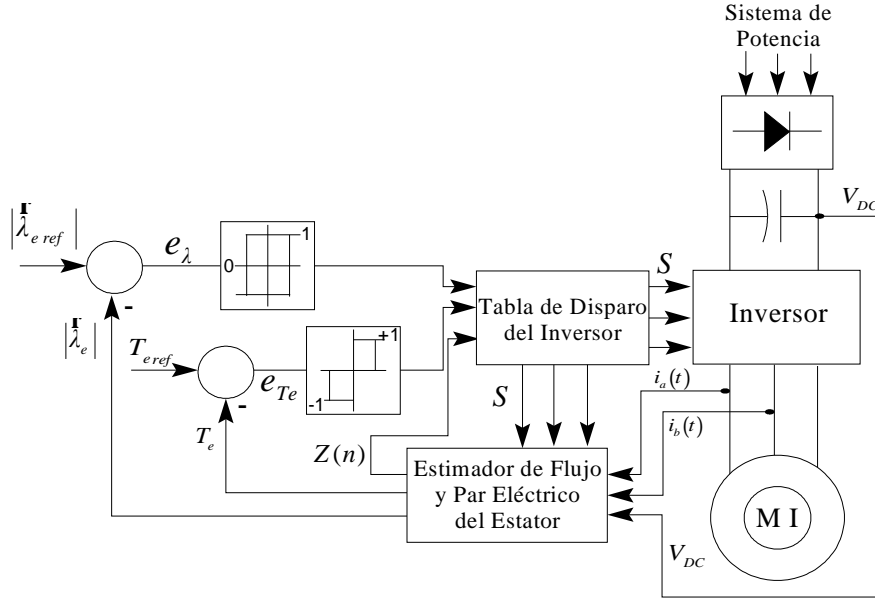 Sistema de
Potencia
V_DC
|λ_e ref|
e_λ
1
0
-
|λ_e|
T_e ref
e_Te
+1
-1
-
T_e
Z(n)
Tabla de Disparo
del Inversor
S
Inversor
S
i_a(t)
i_b(t)
Estimador de Flujo
y Par Eléctrico
del Estator
M I
V_DC